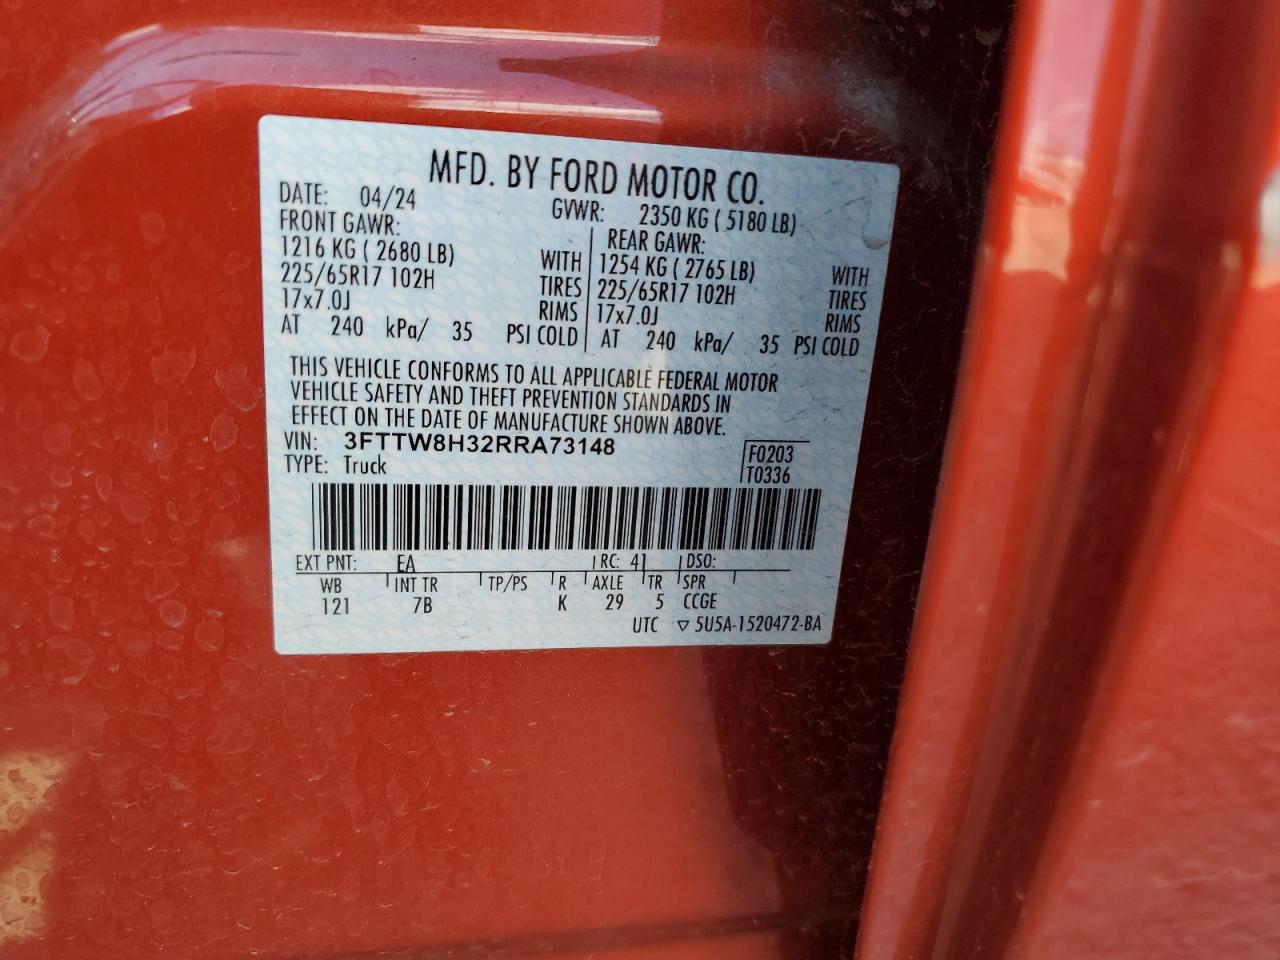 MFD. BY FORD MOTOR CO.
DATE: 04/24 GVWR: 2350 KG ( 5180 LB)
FRONT GAWR: REAR GAWR:
1216 KG ( 2680 LB) WITH 1254 KG ( 2765 LB) WITH
225/65R17 102H TIRES 225/65R17 102H TIRES
17x7.0J RIMS 17x7.0J RIMS
AT 240 kPa/ 35 PSI COLD AT 240 kPa/ 35 PSI COLD
THIS VEHICLE CONFORMS TO ALL APPLICABLE FEDERAL MOTOR
VEHICLE SAFETY AND THEFT PREVENTION STANDARDS IN
EFFECT ON THE DATE OF MANUFACTURE SHOWN ABOVE.
VIN: 3FTTW8H32RRA73148 F0203
TYPE: Truck T0336
EXT PNT: EA RC: 41 DSO:
WB INT TR TP/PS R AXLE TR SPR
121 7B K 29 5 CCGE
UTC ▽ 5U5A-1520472-BA